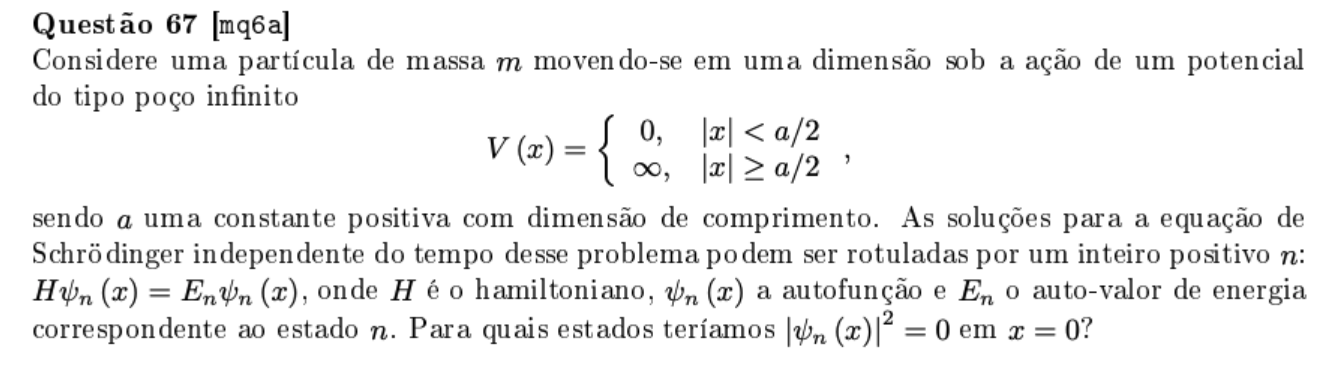 Questão 67 [mq6a]
Considere uma partícula de massa m movendo-se em uma dimensão sob a ação de um potencial
do tipo poço infinito
V (x) = { 0, |x| < a/2
∞, |x| ≥ a/2 ,
sendo a uma constante positiva com dimensão de comprimento. As soluções para a equação de
Schrödinger independente do tempo desse problema podem ser rotuladas por um inteiro positivo n:
Hψₙ (x) = Eₙψₙ (x), onde H é o hamiltoniano, ψₙ (x) a autofunção e Eₙ o auto-valor de energia
correspondente ao estado n. Para quais estados teríamos |ψₙ (x)|² = 0 em x = 0?